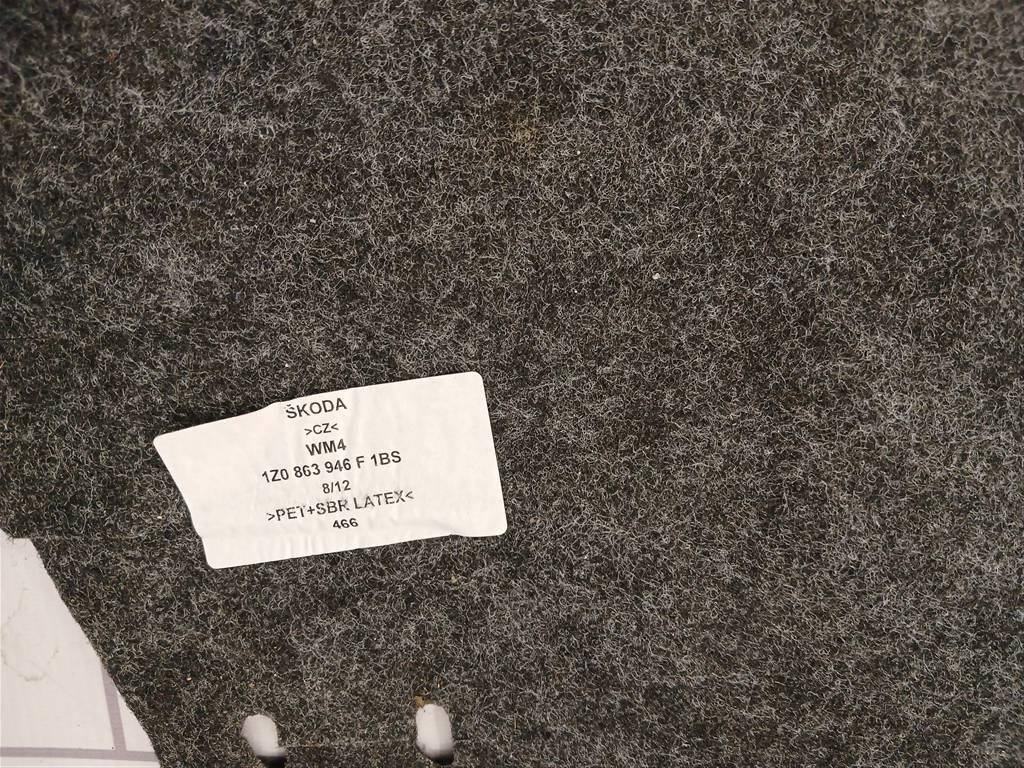 ŠKODA
>CZ<
WM4
1Z0 863 946 F 1BS
8/12
>PET+SBR LATEX<
466